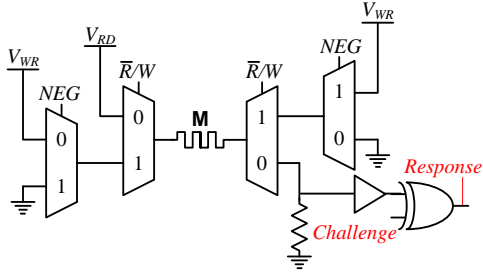 V_WR
V_RD
V_WR
NEG
R̅/W
R̅/W
NEG
M
0
1
0
1
1
0
1
0
Response
Challenge